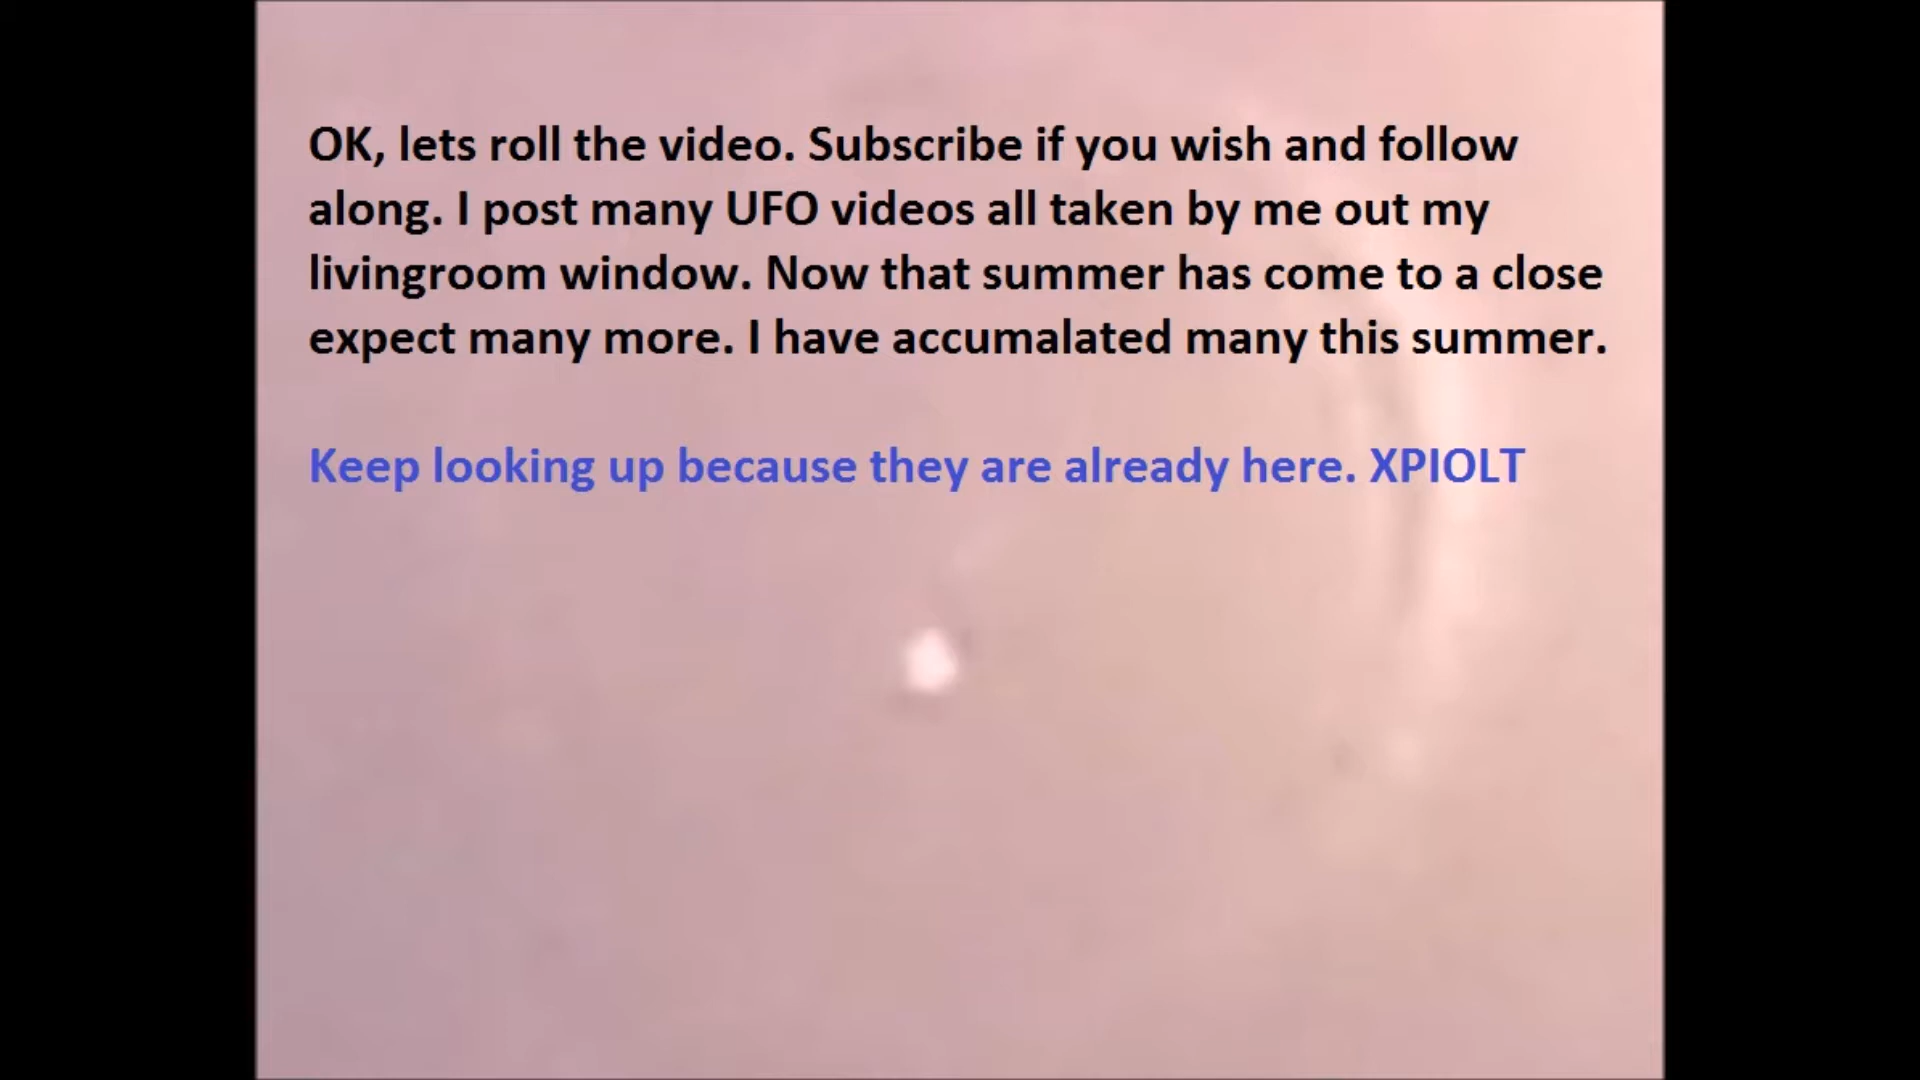 OK, lets roll the video. Subscribe if you wish and follow
along. I post many UFO videos all taken by me out my
livingroom window. Now that summer has come to a close
expect many more. I have accumalated many this summer.
Keep looking up because they are already here. XPIOLT